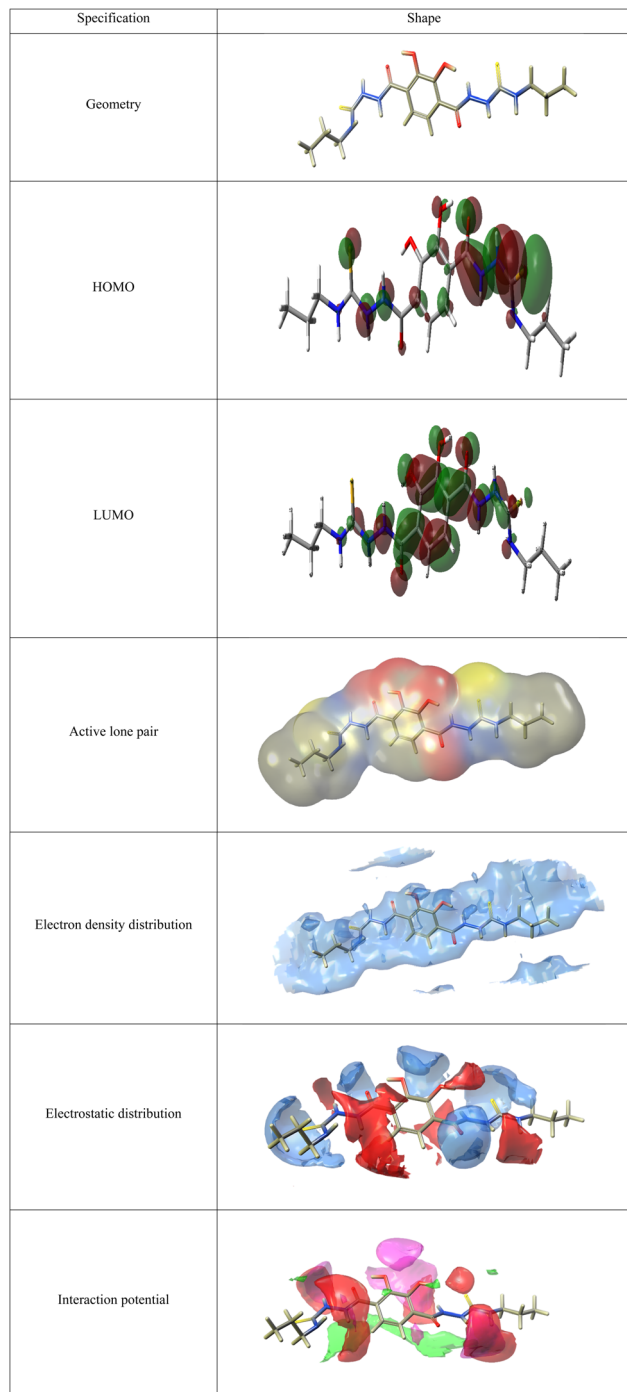 Specification
Shape
Geometry
HOMO
LUMO
Active lone pair
Electron density distribution
Electrostatic distribution
Interaction potential